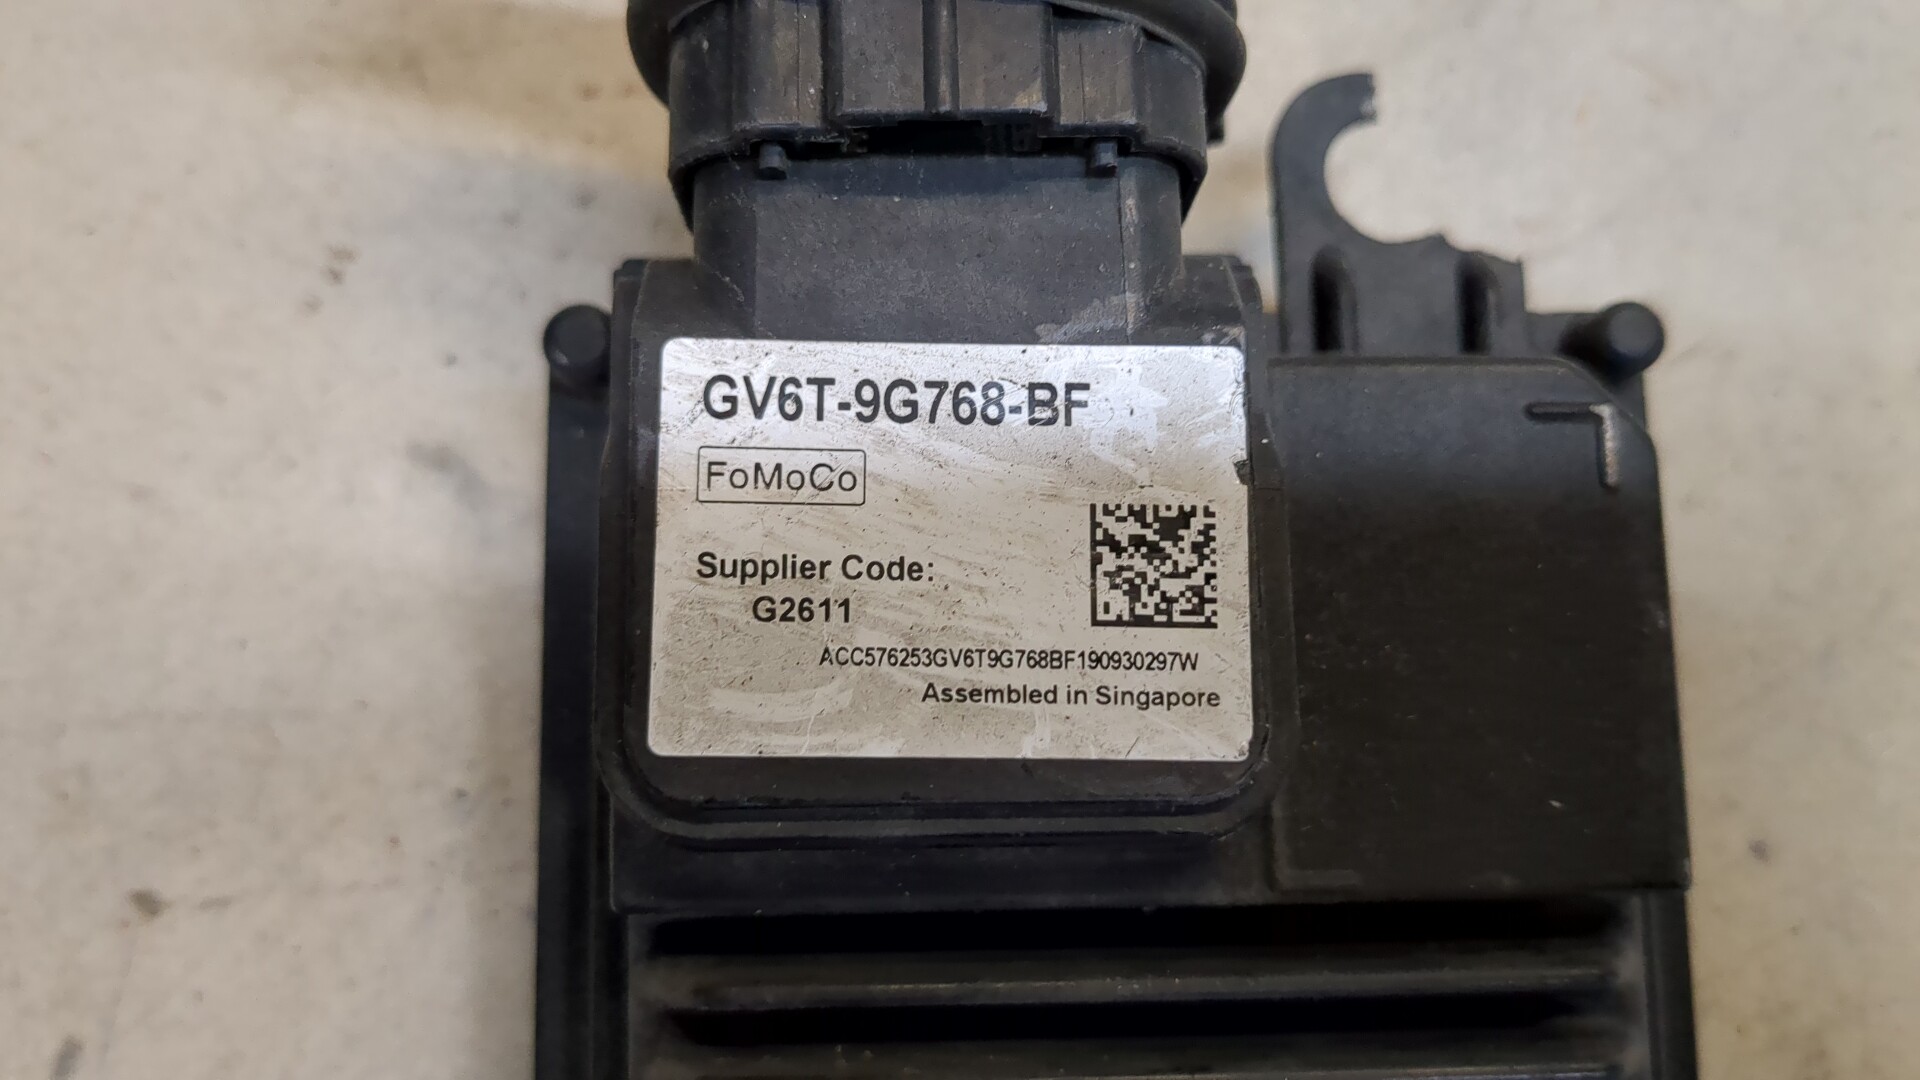 GV6T-9G768-BF
FoMoCo
Supplier Code:
G2611
ACC576253GV6T9G768BF190930297W
Assembled in Singapore